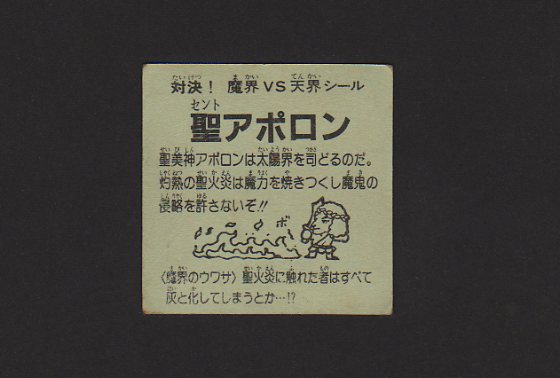 対決！ 魔界VS天界シール
聖アポロン
聖美神アポロンは太陽界を司どるのだ。
灼熱の聖火炎は魔力を焼きつくし魔鬼の
侵略を許さないぞ!!
ボ
〈魔界のウワサ〉聖火炎に触れた者はすべて
灰と化してしまうとか…!?